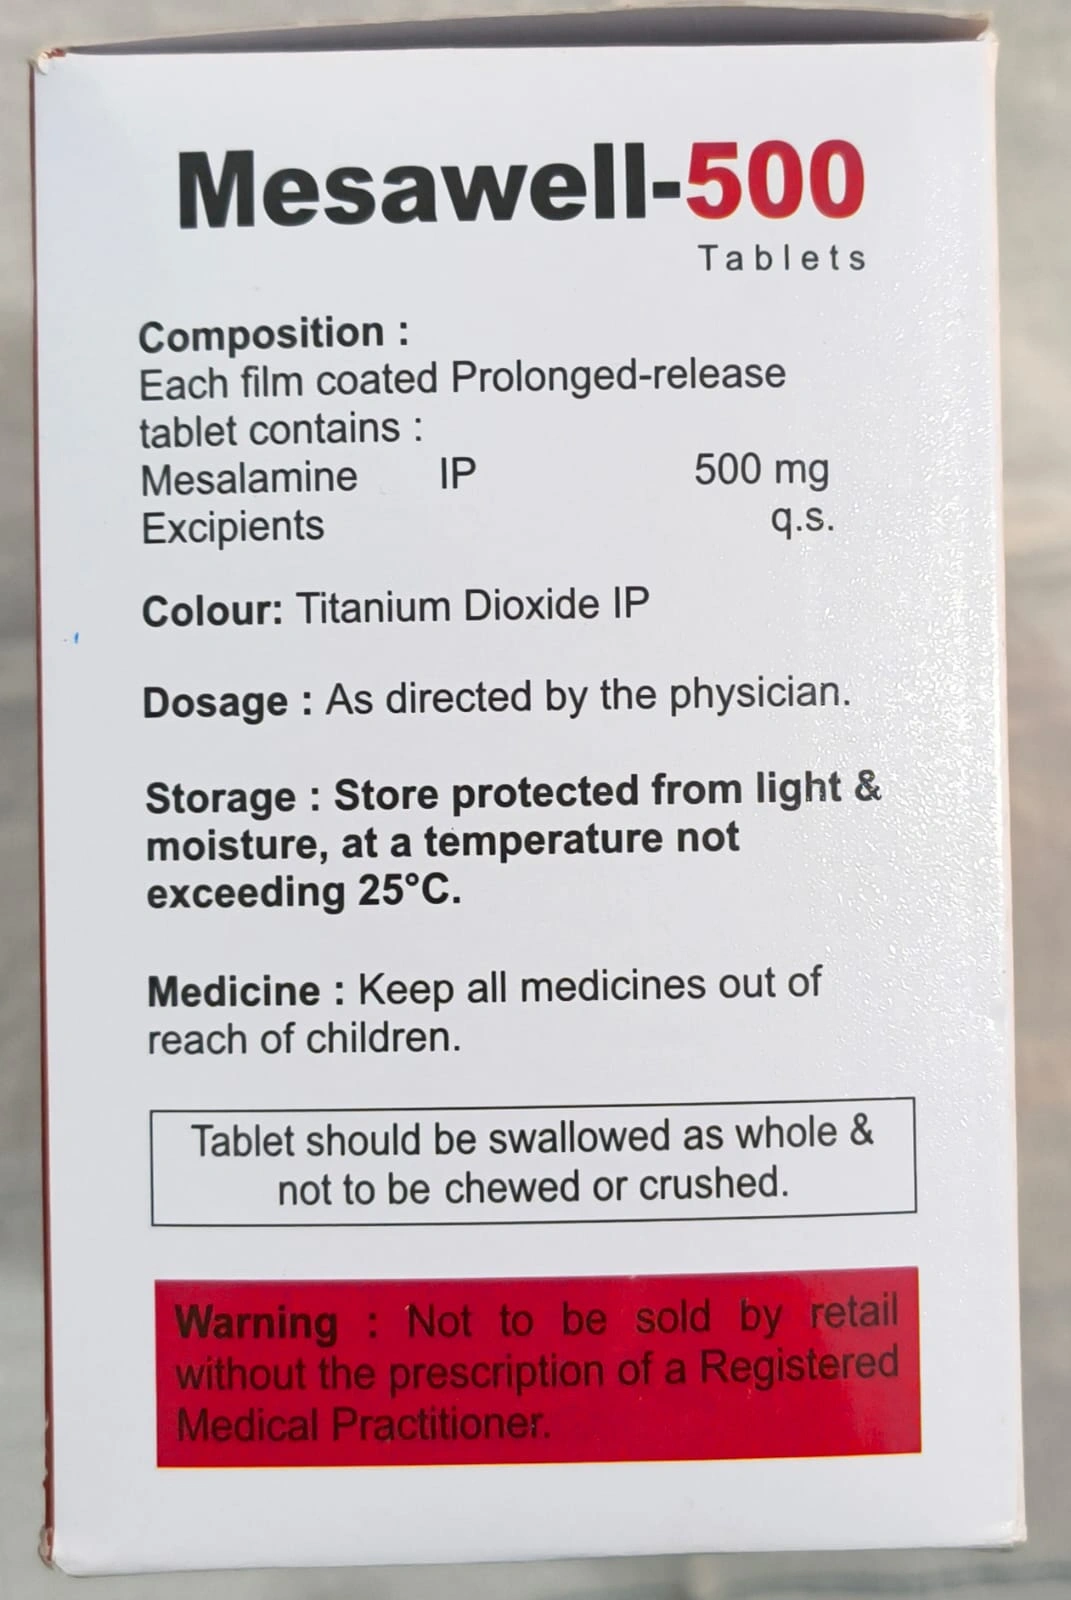 Mesawell-500
Tablets
Composition :
Each film coated Prolonged-release
tablet contains :
Mesalamine IP 500 mg
Excipients q.s.
Colour: Titanium Dioxide IP
Dosage : As directed by the physician.
Storage : Store protected from light &
moisture, at a temperature not
exceeding 25°C.
Medicine : Keep all medicines out of
reach of children.
Tablet should be swallowed as whole &
not to be chewed or crushed.
Warning : Not to be sold by retail
without the prescription of a Registered
Medical Practitioner.